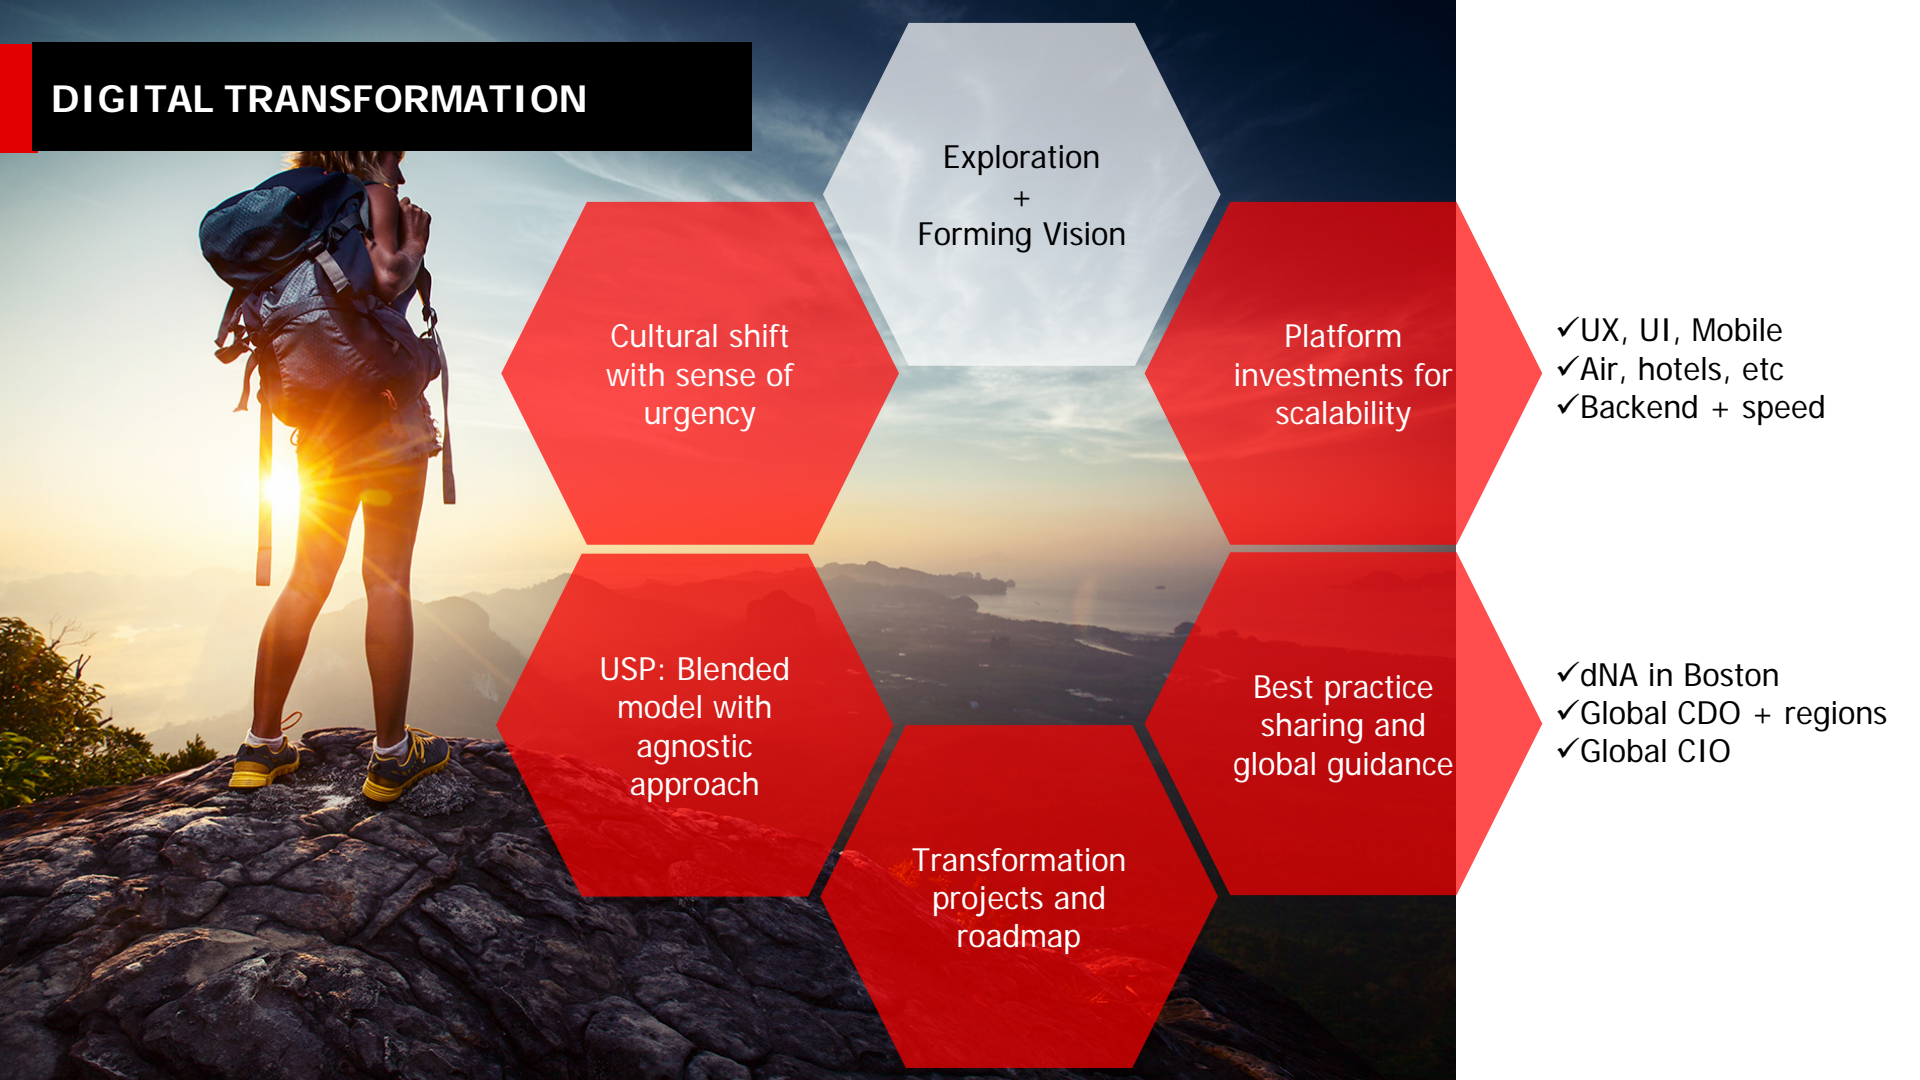 DIGITAL TRANSFORMATION
Exploration
+
Forming Vision
Cultural shift
with sense of
urgency
Platform
investments for
scalability
✓UX, UI, Mobile
✓Air, hotels, etc
✓Backend + speed
USP: Blended
model with
agnostic
approach
Best practice
sharing and
global guidance
✓dNA in Boston
✓Global CDO + regions
✓Global CIO
Transformation
projects and
roadmap